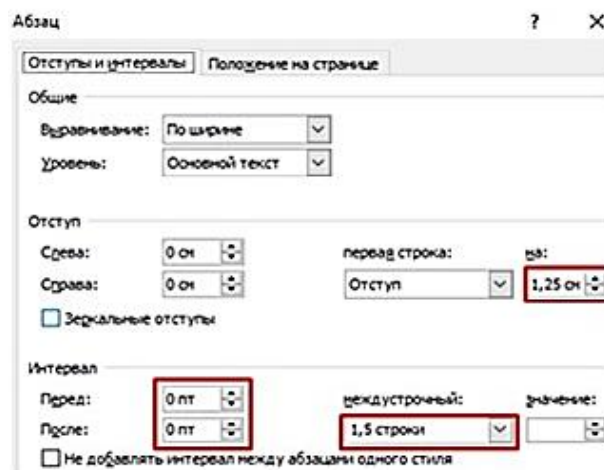 Абзац ? ×
Отступы и интервалы Положение на странице
Общие
Выравнивание: По ширине
Уровень: Основной текст
Отступ
Слева: 0 см первая строка: на:
Справа: 0 см Отступ 1,25 см
Зеркальные отступы
Интервал
Перед: 0 пт междустрочный: значение:
После: 0 пт 1,5 строки
Не добавлять интервал между абзацами одного стиля